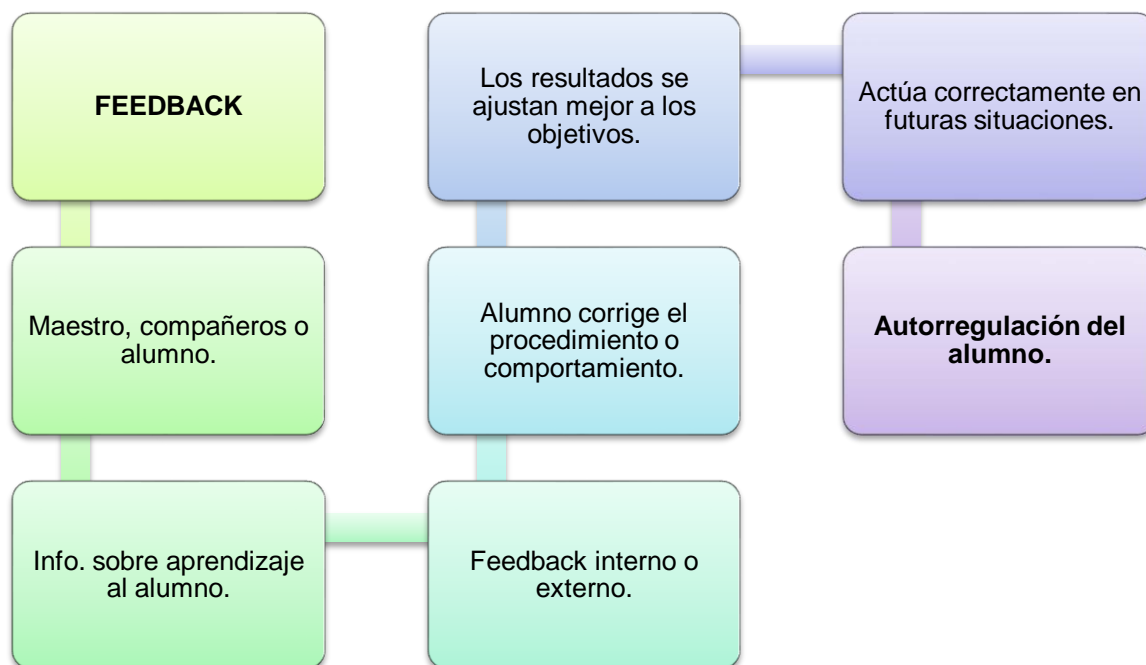 FEEDBACK
Maestro, compañeros o
alumno.
Info. sobre aprendizaje
al alumno.
Feedback interno o
externo.
Alumno corrige el
procedimiento o
comportamiento.
Los resultados se
ajustan mejor a los
objetivos.
Actúa correctamente en
futuras situaciones.
Autorregulación del
alumno.